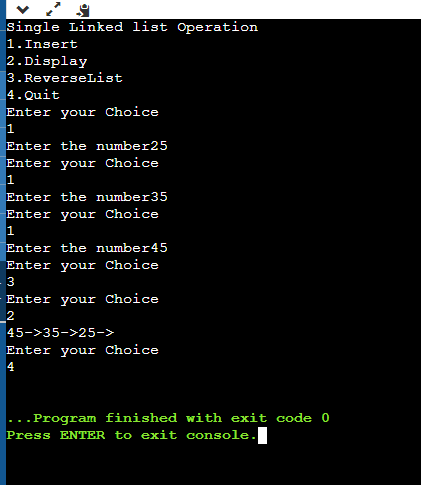 Single Linked list Operation
1.Insert
2.Display
3.ReverseList
4.Quit
Enter your Choice
1
Enter the number25
Enter your Choice
1
Enter the number35
Enter your Choice
1
Enter the number45
Enter your Choice
3
Enter your Choice
2
45->35->25->
Enter your Choice
4
...Program finished with exit code 0
Press ENTER to exit console.